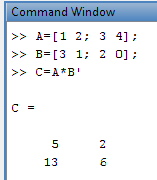 Command Window
>> A=[1 2; 3 4];
>> B=[3 1; 2 0];
>> C=A*B'
C =
5 2
13 6